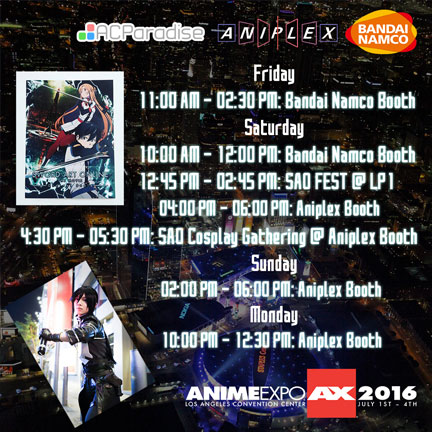 ACParadise ANIPLEX BANDAI NAMCO
Friday
11:00 AM - 02:30 PM: Bandai Namco Booth
Saturday
10:00 AM - 12:00 PM: Bandai Namco Booth
12:45 PM - 02:45 PM: SAO FEST @ LP1
04:00 PM - 06:00 PM: Aniplex Booth
4:30 PM - 05:30 PM: SAO Cosplay Gathering @ Aniplex Booth
Sunday
02:00 PM - 06:00 PM: Aniplex Booth
Monday
10:00 PM - 12:30 PM: Aniplex Booth
SWORD ART ONLINE
ANIMEEXPO AX 2016
LOS ANGELES CONVENTION CENTER JULY 1ST - 4TH